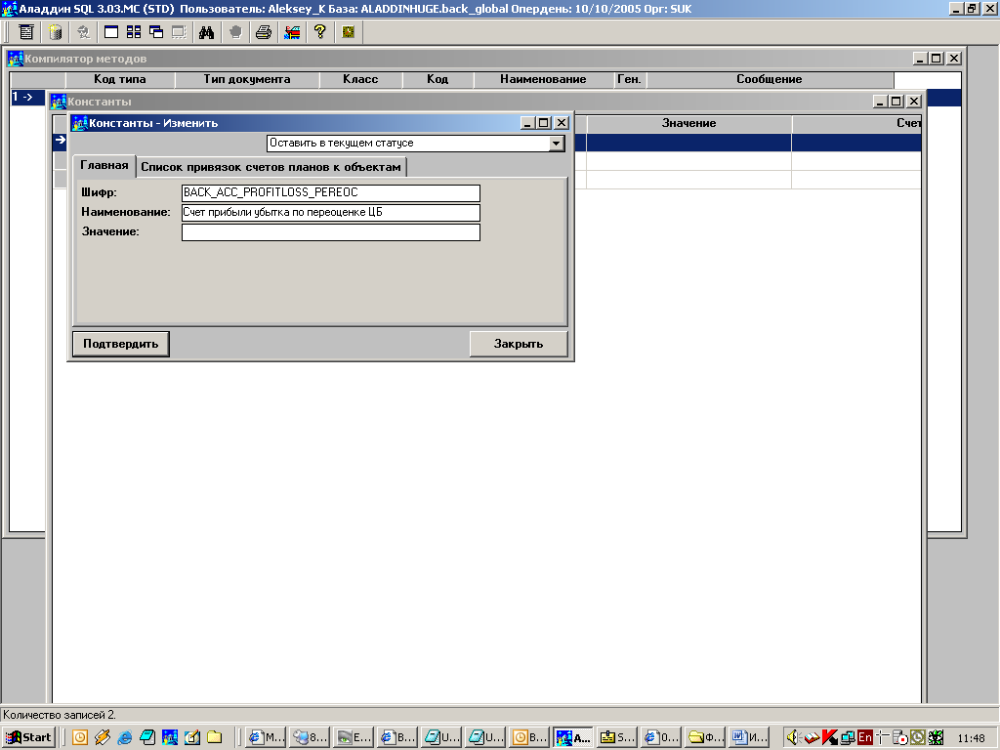 Аладдин SQL 3.03.МС (STD) Пользователь: Aleksey_K База: ALADDINHUGE.back_global Опердень: 10/10/2005 Орг: SUK
Компилятор методов
Код типа Тип документа Класс Код Наименование Ген. Сообщение
1 ->
Константы
Значение Счет
Константы - Изменить
Оставить в текущем статусе
Главная Список привязок счетов планов к объектам
Шифр: BACK_ACC_PROFITLOSS_PEREOC
Наименование: Счет прибыли убытка по переоценке ЦБ
Значение:
Подтвердить Закрыть
Количество записей 2.
Start М... 8... E... В... U... U... В... А... S... О... Ф... И... En 11:48